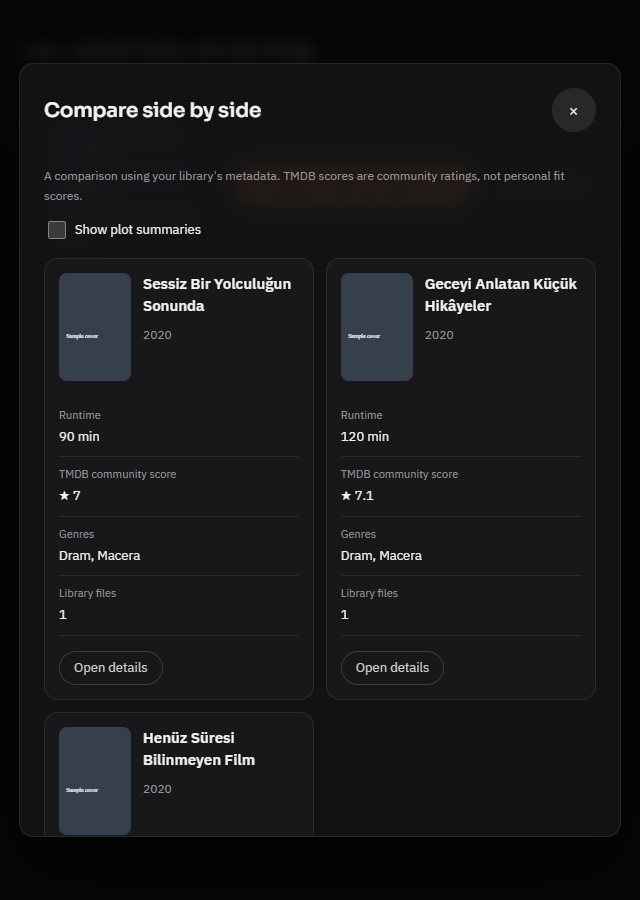 Compare side by side
×
A comparison using your library's metadata. TMDB scores are community ratings, not personal fit
scores.
Show plot summaries
Sample cover
Sessiz Bir Yolculuğun
Sonunda
2020
Runtime
90 min
TMDB community score
★ 7
Genres
Dram, Macera
Library files
1
Open details
Sample cover
Geceyi Anlatan Küçük
Hikâyeler
2020
Runtime
120 min
TMDB community score
★ 7.1
Genres
Dram, Macera
Library files
1
Open details
Sample cover
Henüz Süresi
Bilinmeyen Film
2020